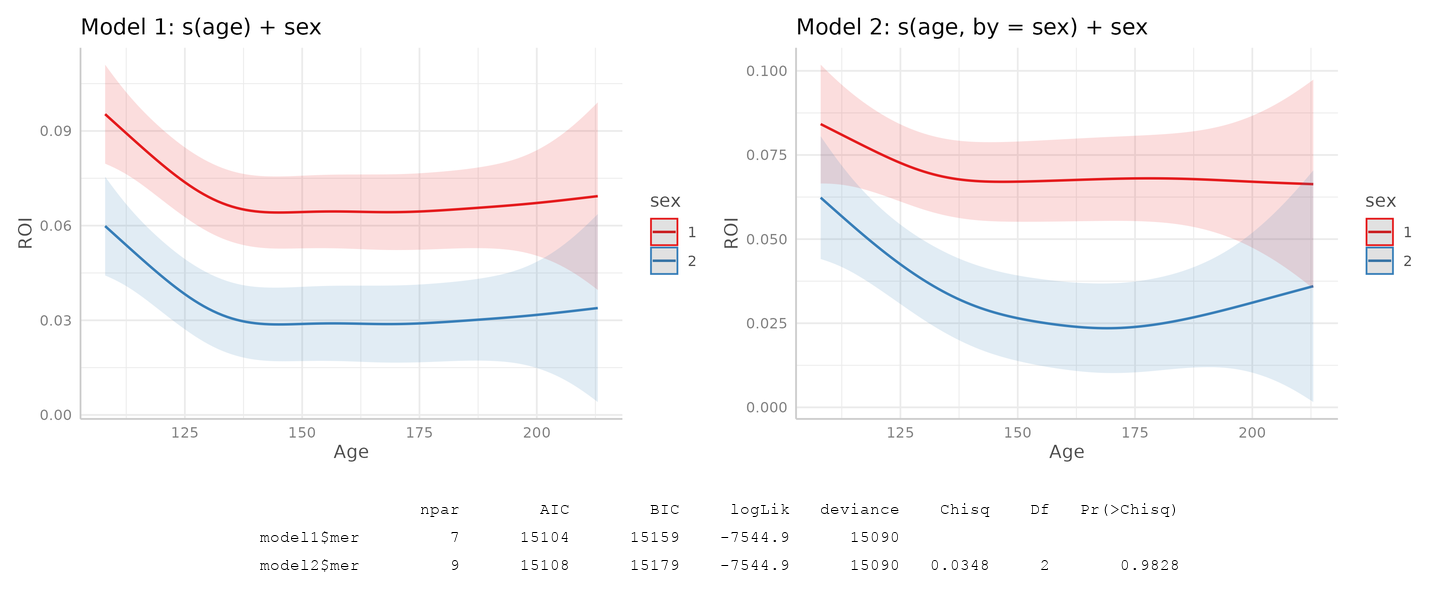 Model 1: s(age) + sex
ROI
0.09
0.06
0.03
0.00
125 150 175 200
Age
sex
1
2
Model 2: s(age, by = sex) + sex
ROI
0.100
0.075
0.050
0.025
0.000
125 150 175 200
Age
sex
1
2
npar AIC BIC logLik deviance Chisq Df Pr(>Chisq)
model1$mer 7 15104 15159 -7544.9 15090
model2$mer 9 15108 15179 -7544.9 15090 0.0348 2 0.9828